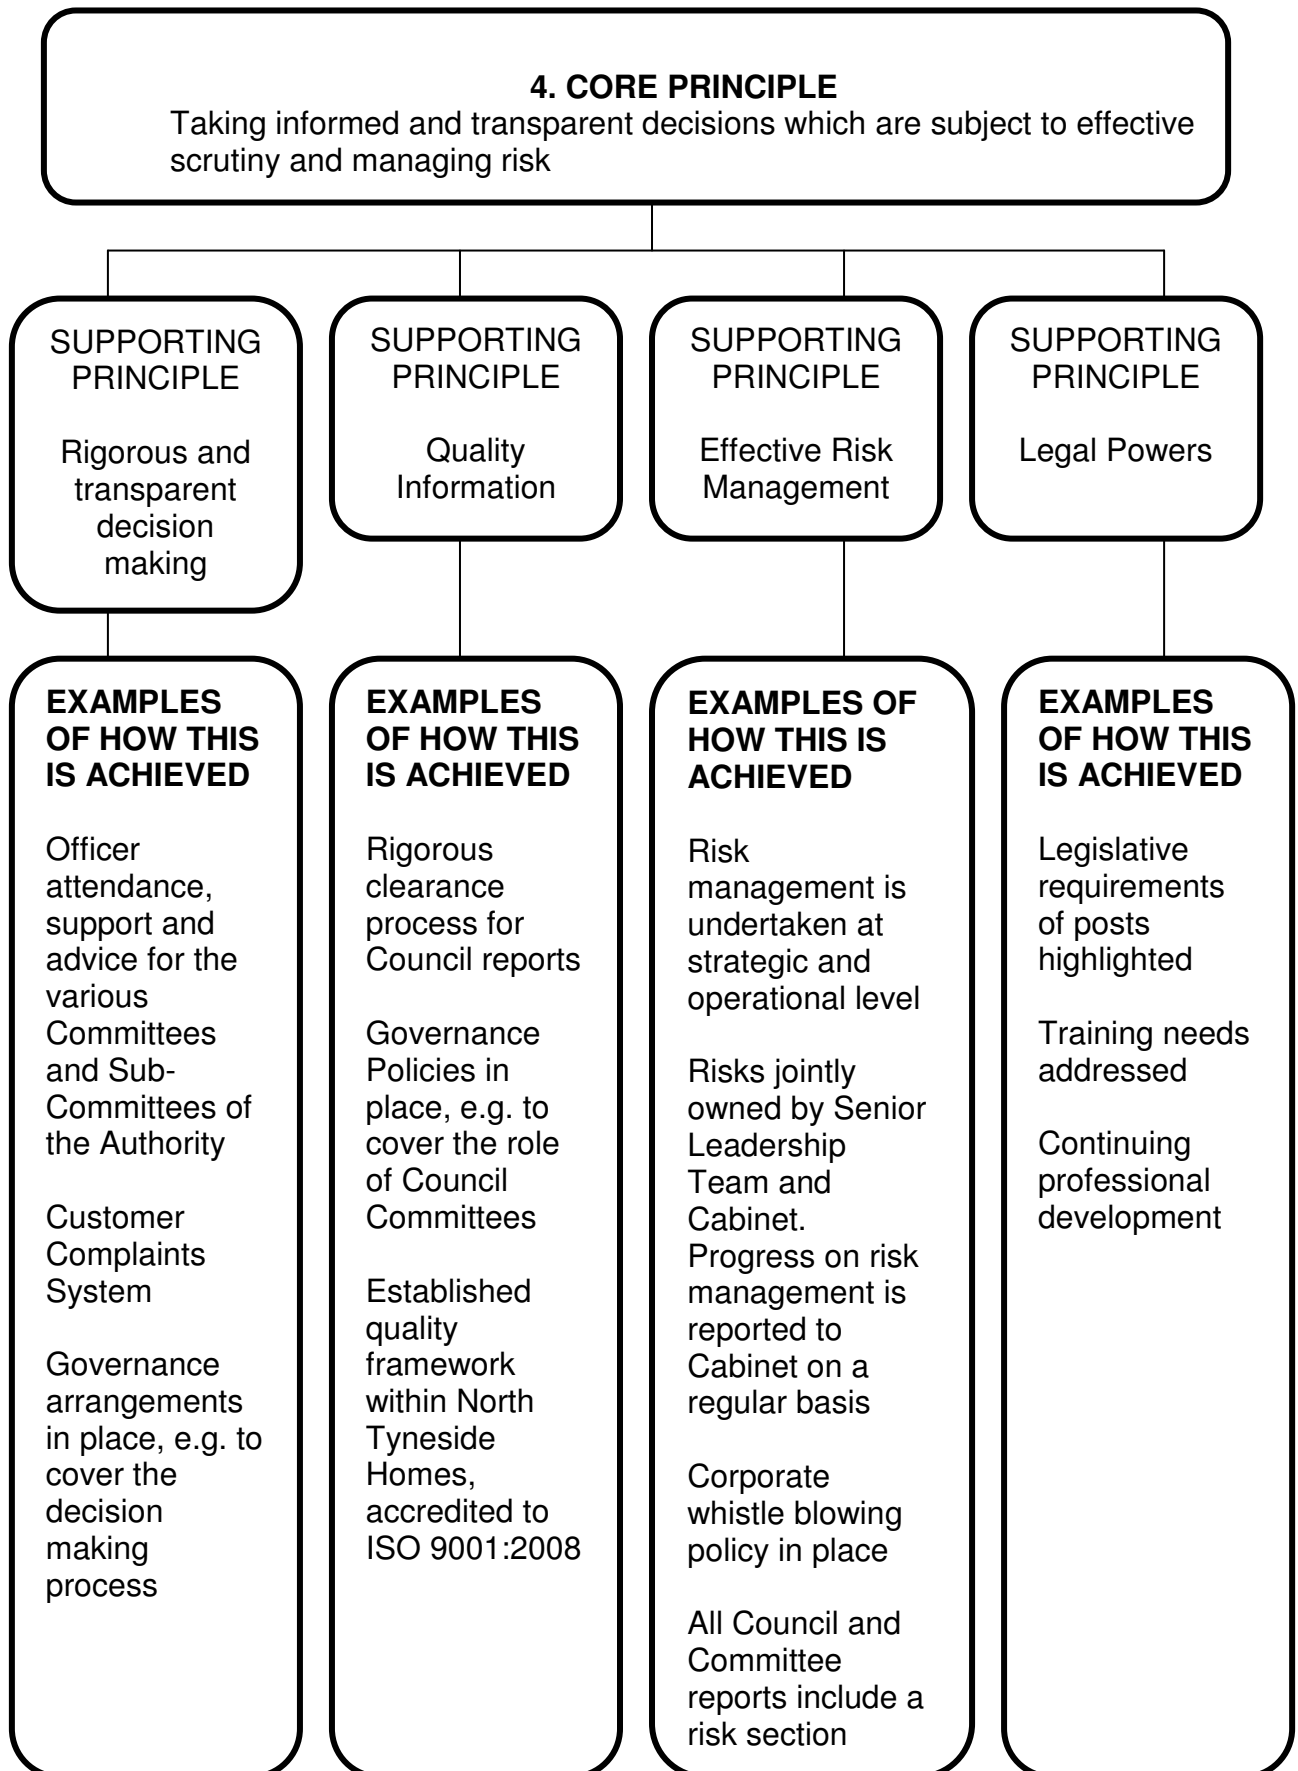 4. CORE PRINCIPLE
Taking informed and transparent decisions which are subject to effective
scrutiny and managing risk
SUPPORTING
PRINCIPLE
Rigorous and
transparent
decision
making
SUPPORTING
PRINCIPLE
Quality
Information
SUPPORTING
PRINCIPLE
Effective Risk
Management
SUPPORTING
PRINCIPLE
Legal Powers
EXAMPLES
OF HOW THIS
IS ACHIEVED
Officer
attendance,
support and
advice for the
various
Committees
and Sub-
Committees of
the Authority
Customer
Complaints
System
Governance
arrangements
in place, e.g. to
cover the
decision
making
process
EXAMPLES
OF HOW THIS
IS ACHIEVED
Rigorous
clearance
process for
Council reports
Governance
Policies in
place, e.g. to
cover the role
of Council
Committees
Established
quality
framework
within North
Tyneside
Homes,
accredited to
ISO 9001:2008
EXAMPLES OF
HOW THIS IS
ACHIEVED
Risk
management is
undertaken at
strategic and
operational level
Risks jointly
owned by Senior
Leadership
Team and
Cabinet.
Progress on risk
management is
reported to
Cabinet on a
regular basis
Corporate
whistle blowing
policy in place
All Council and
Committee
reports include a
risk section
EXAMPLES
OF HOW THIS
IS ACHIEVED
Legislative
requirements
of posts
highlighted
Training needs
addressed
Continuing
professional
development